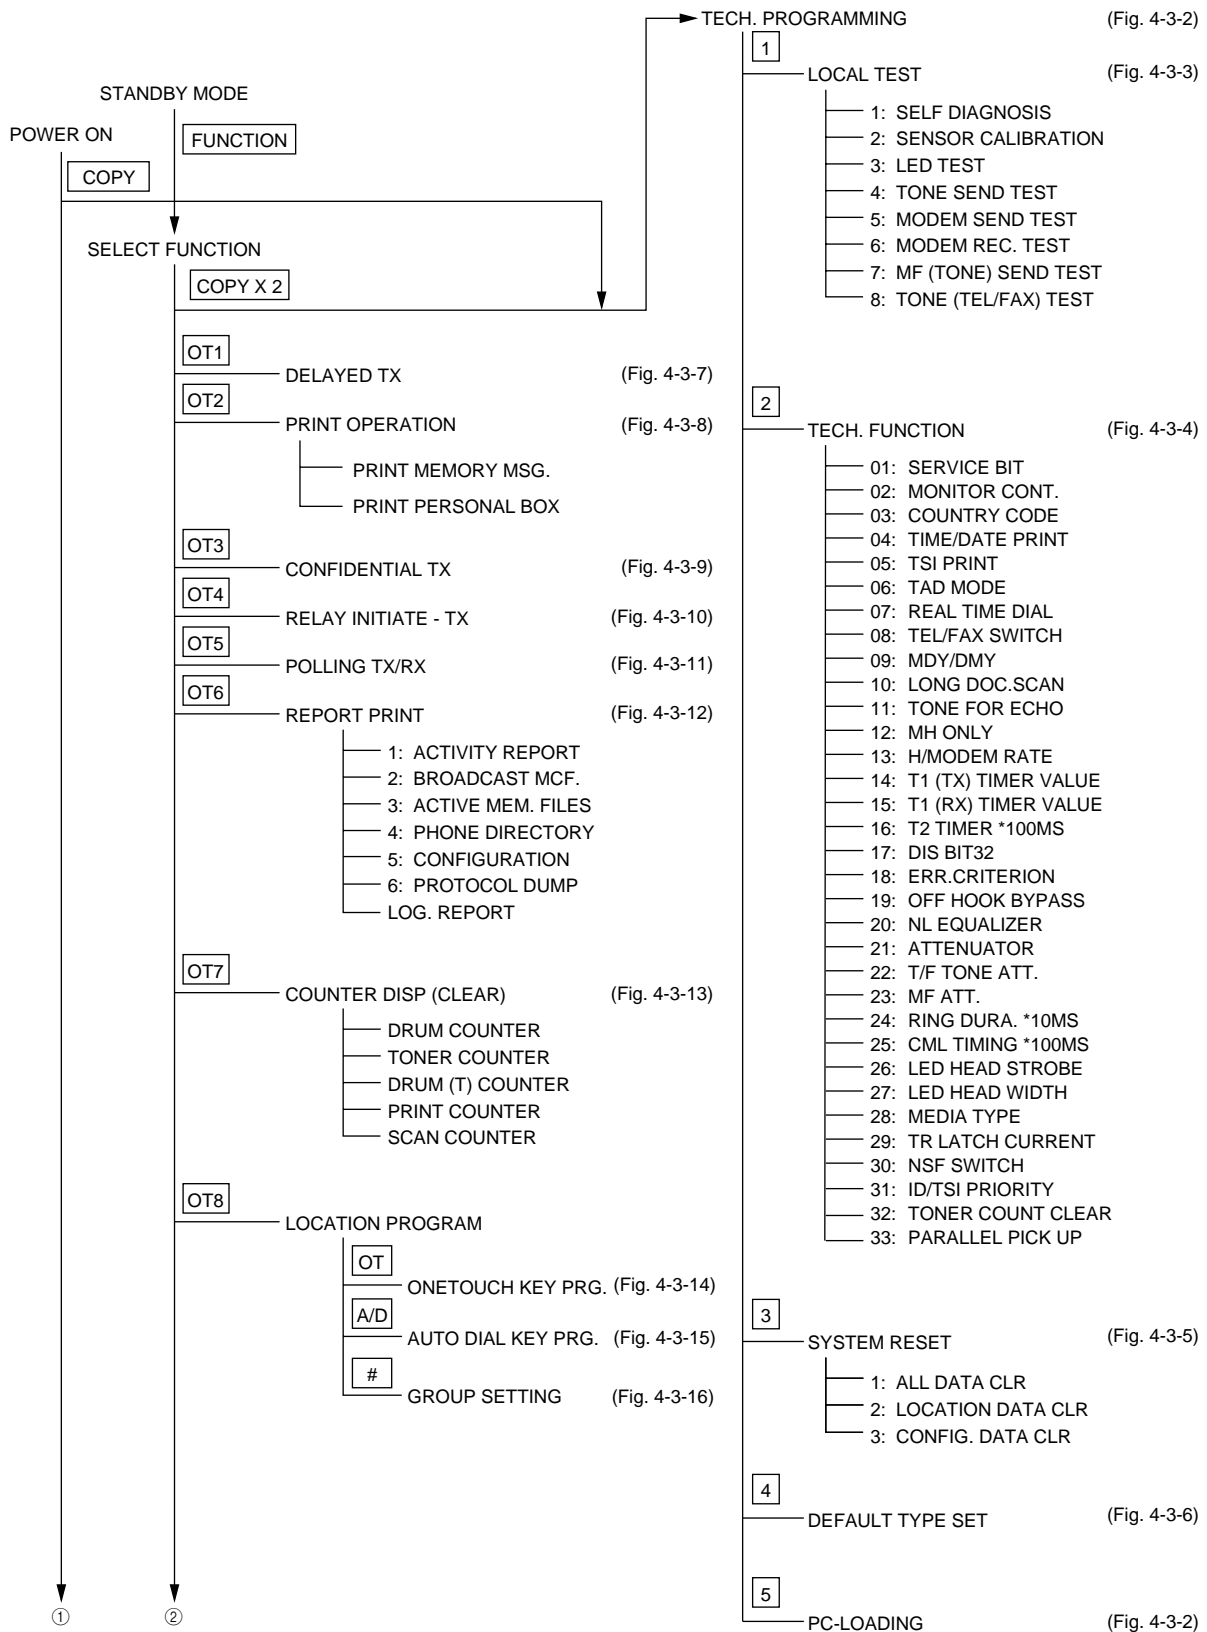 STANDBY MODE
POWER ON
FUNCTION
COPY
SELECT FUNCTION
COPY X 2
OT1
DELAYED TX (Fig. 4-3-7)
OT2
PRINT OPERATION (Fig. 4-3-8)
PRINT MEMORY MSG.
PRINT PERSONAL BOX
OT3
CONFIDENTIAL TX (Fig. 4-3-9)
OT4
RELAY INITIATE - TX (Fig. 4-3-10)
OT5
POLLING TX/RX (Fig. 4-3-11)
OT6
REPORT PRINT (Fig. 4-3-12)
1: ACTIVITY REPORT
2: BROADCAST MCF.
3: ACTIVE MEM. FILES
4: PHONE DIRECTORY
5: CONFIGURATION
6: PROTOCOL DUMP
LOG. REPORT
OT7
COUNTER DISP (CLEAR) (Fig. 4-3-13)
DRUM COUNTER
TONER COUNTER
DRUM (T) COUNTER
PRINT COUNTER
SCAN COUNTER
OT8
LOCATION PROGRAM
OT
ONETOUCH KEY PRG. (Fig. 4-3-14)
A/D
AUTO DIAL KEY PRG. (Fig. 4-3-15)
#
GROUP SETTING (Fig. 4-3-16)
① ②
TECH. PROGRAMMING (Fig. 4-3-2)
1
LOCAL TEST (Fig. 4-3-3)
1: SELF DIAGNOSIS
2: SENSOR CALIBRATION
3: LED TEST
4: TONE SEND TEST
5: MODEM SEND TEST
6: MODEM REC. TEST
7: MF (TONE) SEND TEST
8: TONE (TEL/FAX) TEST
2
TECH. FUNCTION (Fig. 4-3-4)
01: SERVICE BIT
02: MONITOR CONT.
03: COUNTRY CODE
04: TIME/DATE PRINT
05: TSI PRINT
06: TAD MODE
07: REAL TIME DIAL
08: TEL/FAX SWITCH
09: MDY/DMY
10: LONG DOC.SCAN
11: TONE FOR ECHO
12: MH ONLY
13: H/MODEM RATE
14: T1 (TX) TIMER VALUE
15: T1 (RX) TIMER VALUE
16: T2 TIMER *100MS
17: DIS BIT32
18: ERR.CRITERION
19: OFF HOOK BYPASS
20: NL EQUALIZER
21: ATTENUATOR
22: T/F TONE ATT.
23: MF ATT.
24: RING DURA. *10MS
25: CML TIMING *100MS
26: LED HEAD STROBE
27: LED HEAD WIDTH
28: MEDIA TYPE
29: TR LATCH CURRENT
30: NSF SWITCH
31: ID/TSI PRIORITY
32: TONER COUNT CLEAR
33: PARALLEL PICK UP
3
SYSTEM RESET (Fig. 4-3-5)
1: ALL DATA CLR
2: LOCATION DATA CLR
3: CONFIG. DATA CLR
4
DEFAULT TYPE SET (Fig. 4-3-6)
5
PC-LOADING (Fig. 4-3-2)